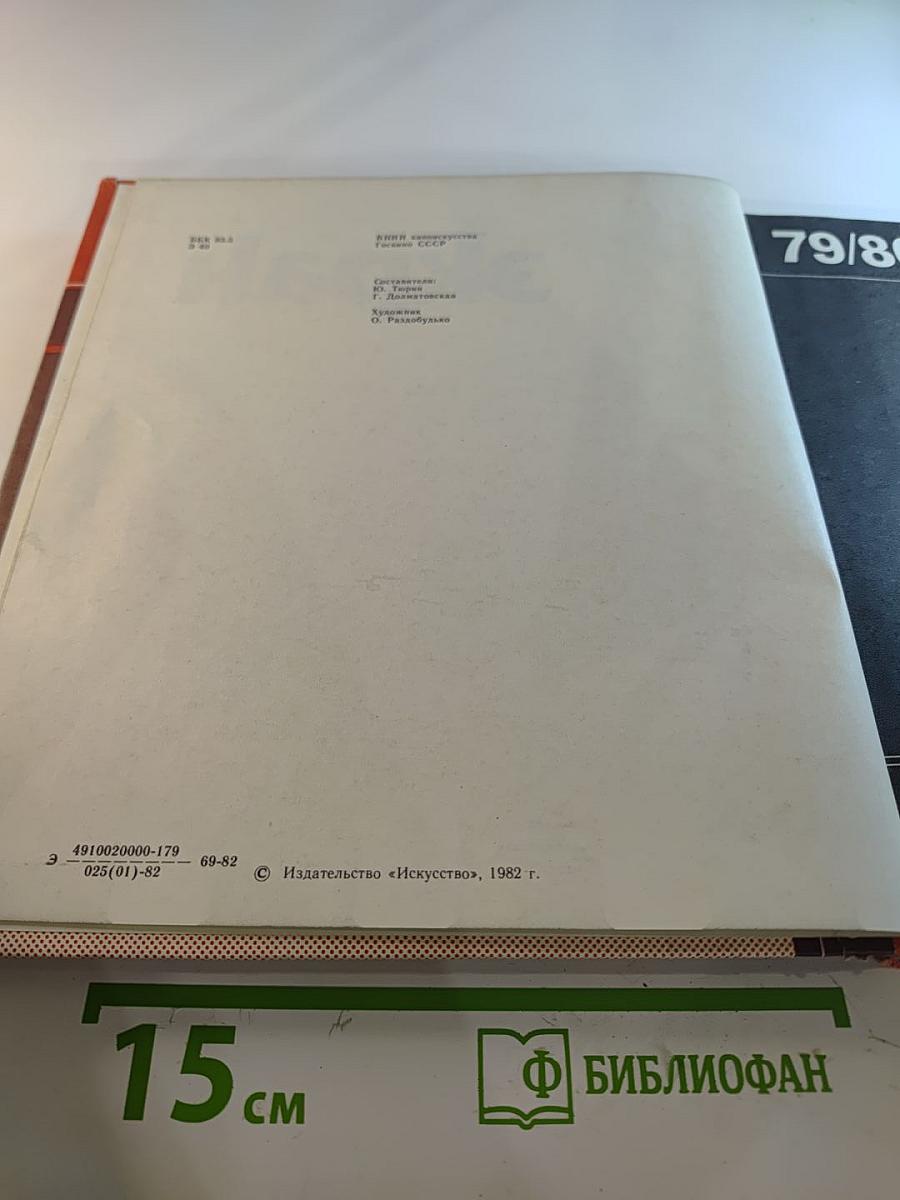 ББК 85.5
Э 40
ВНИИ киноискусства
Госкино СССР
Составители:
Ю. Тюрин
Г. Долматовская
Художник
О. Раздобудько
79/80
Э 4910020000-179 69-82
025(01)-82
© Издательство «Искусство», 1982 г.
15 см
Ф БИБЛИОФАН